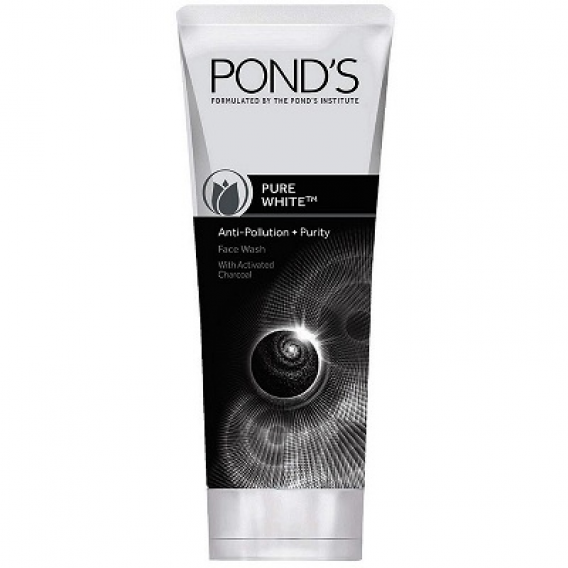 POND'S
FORMULATED BY THE POND'S INSTITUTE
PURE
WHITE™
Anti-Pollution + Purity
Face Wash
With Activated
Charcoal